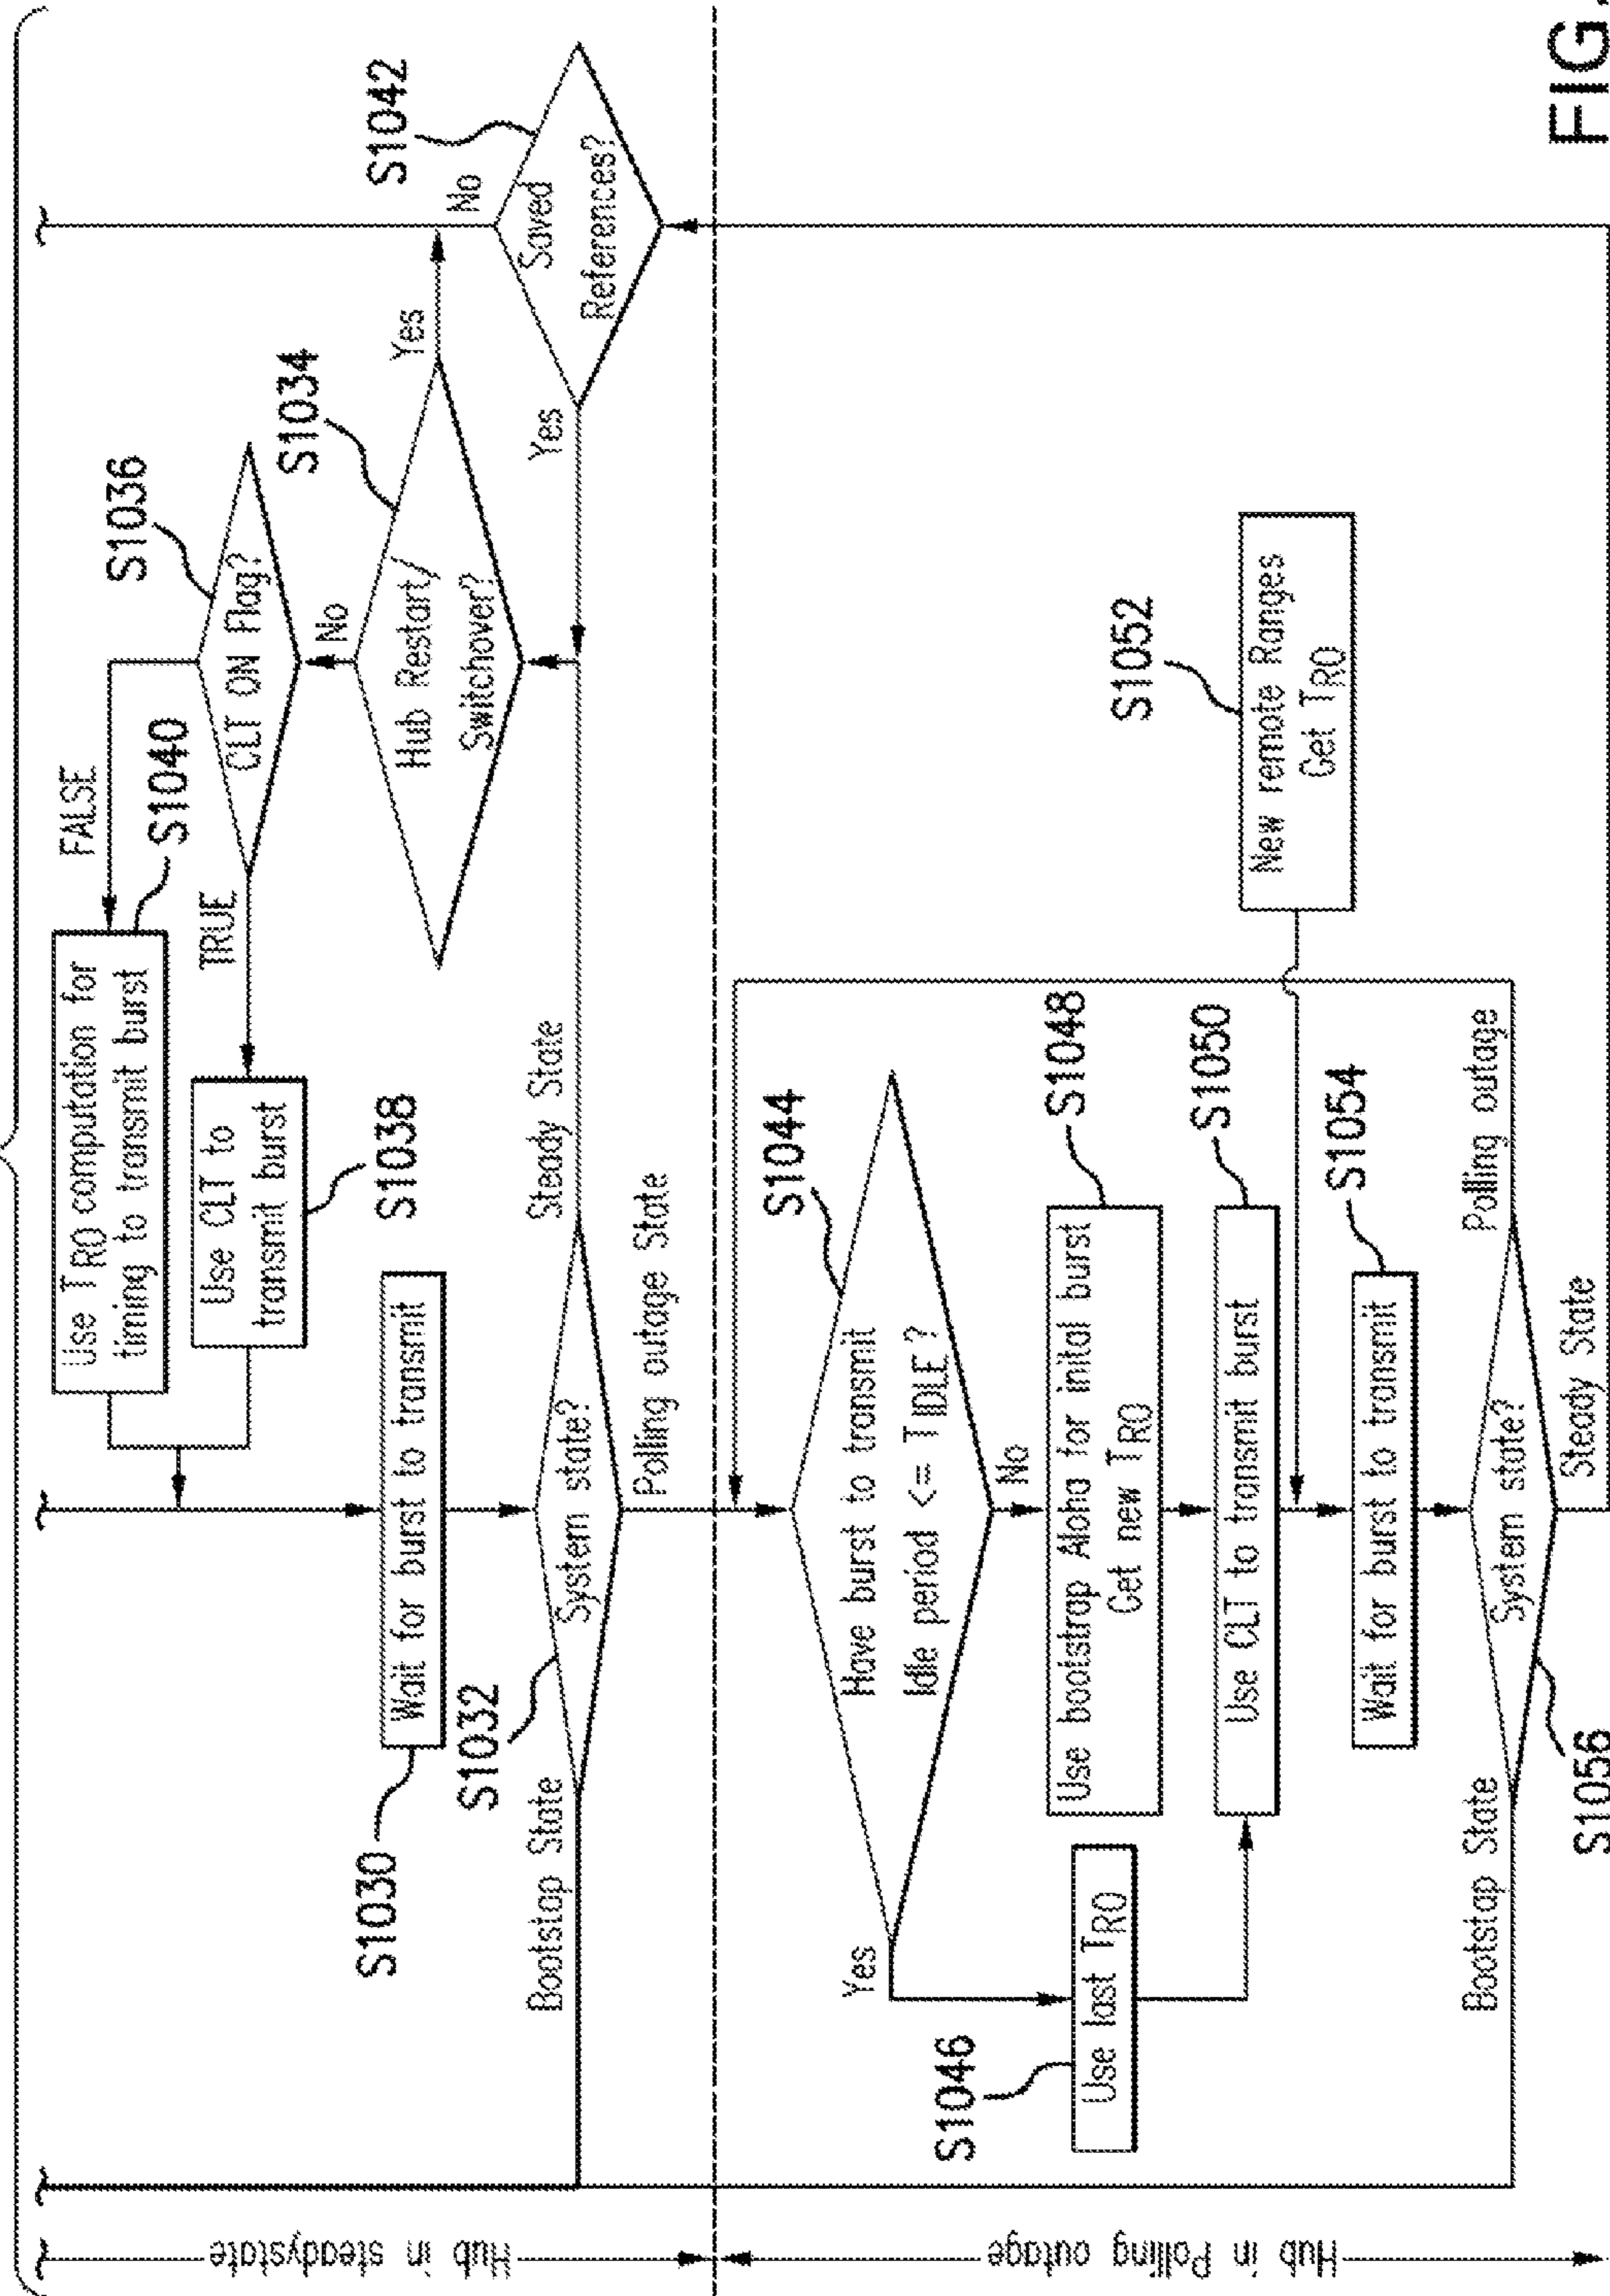 Use TRO computation for
timing to transmit burst
S1040
FALSE
CLT ON Flag?
S1036
TRUE
Use CLT to
transmit burst
S1038
No
Hub Restart/
Switchover?
S1034
Yes
No
S1042
Saved
References?
Yes
Wait for burst to transmit
S1030
System state?
S1032
Bootstap State
Steady State
Polling outage State
Hub in steadystate
Have burst to transmit
Idle period <= TIDLE?
S1044
Yes
No
Use last TRO
S1046
Use bootstrap Aloha for inital burst
Get new TRO
S1048
Use CLT to transmit burst
S1050
New remote Ranges
Get TRO
S1052
Wait for burst to transmit
S1054
System state?
S1056
Bootstap State
Polling outage
Steady State
Hub in Polling outage
FIG.